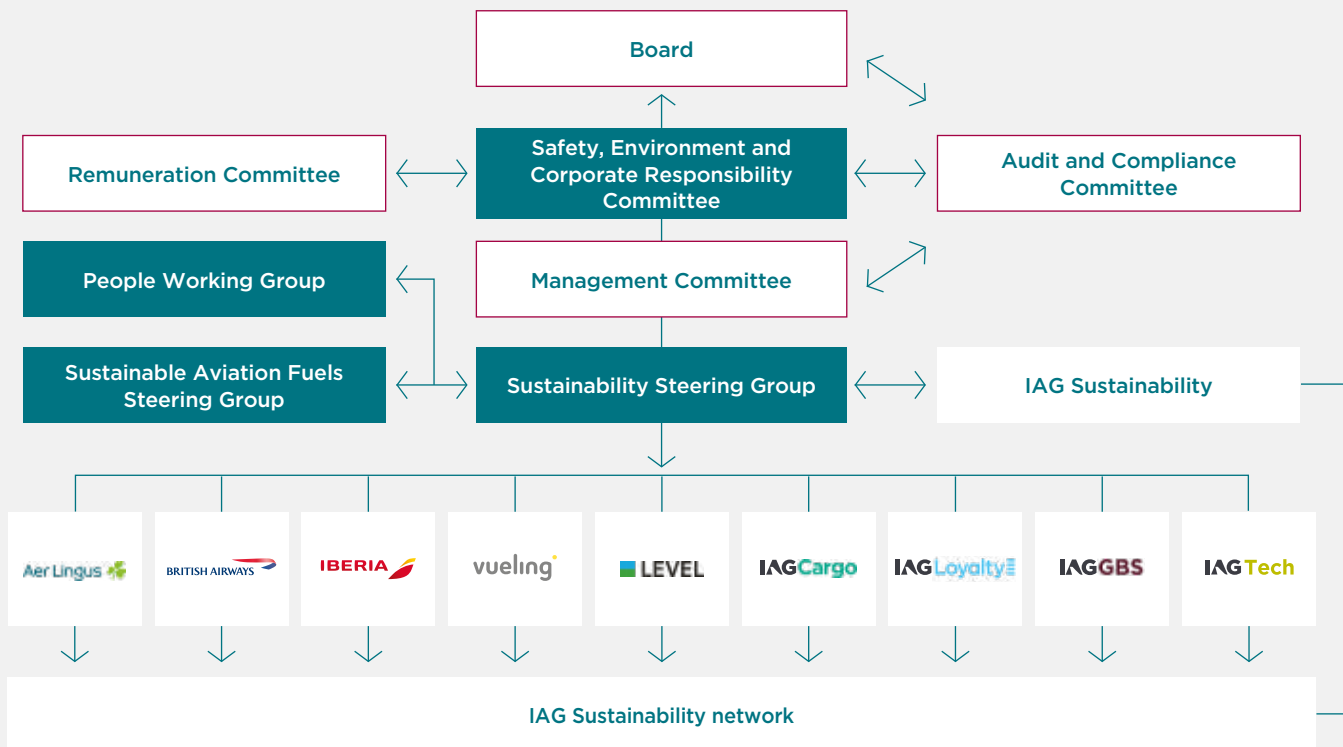 Board
Remuneration Committee
Safety, Environment and
Corporate Responsibility
Committee
Audit and Compliance
Committee
People Working Group
Management Committee
Sustainable Aviation Fuels
Steering Group
Sustainability Steering Group
IAG Sustainability
Aer Lingus
BRITISH AIRWAYS
IBERIA
vueling
LEVEL
IAGCargo
IAGLoyalty
IAGGBS
IAGTech
IAG Sustainability network